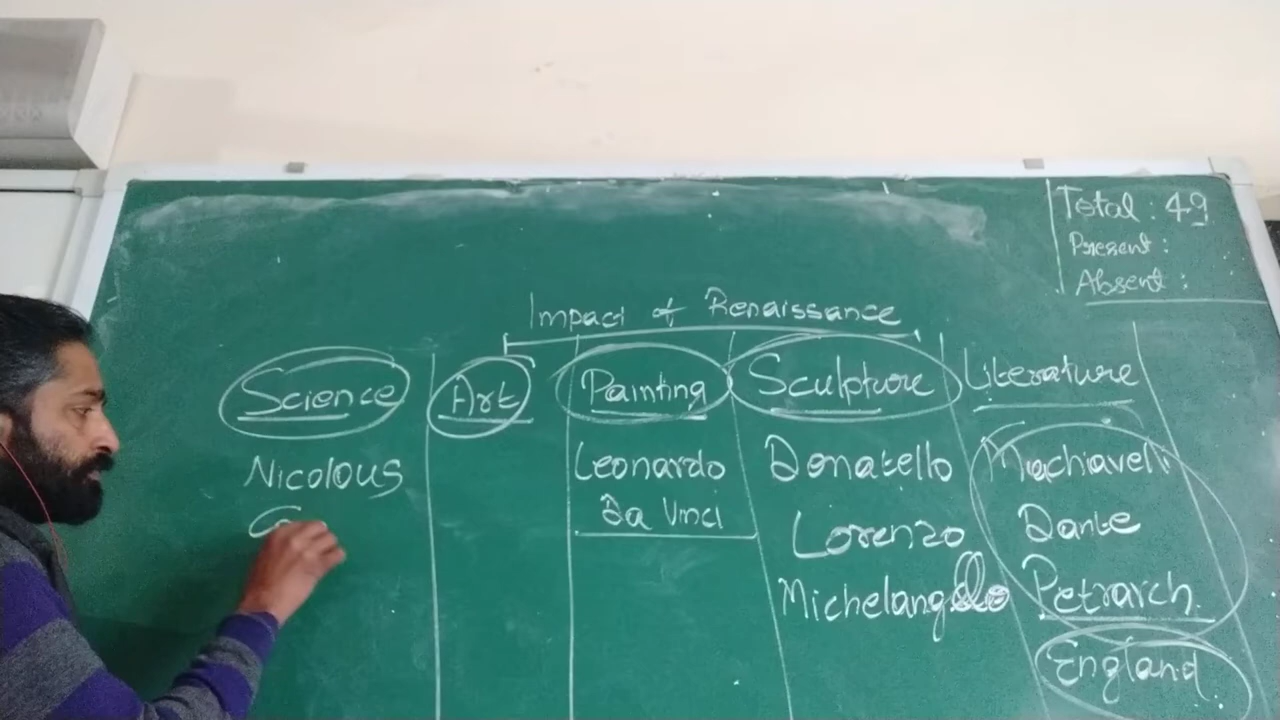 Total : 49
Present :
Absent :
Impact of Renaissance
Science
Art
Painting
Sculpture
Literature
Nicolous
Leonardo
Da Vinci
Donatello
Lorenzo
Michelangelo
Machiavelli
Dante
Petrarch
England